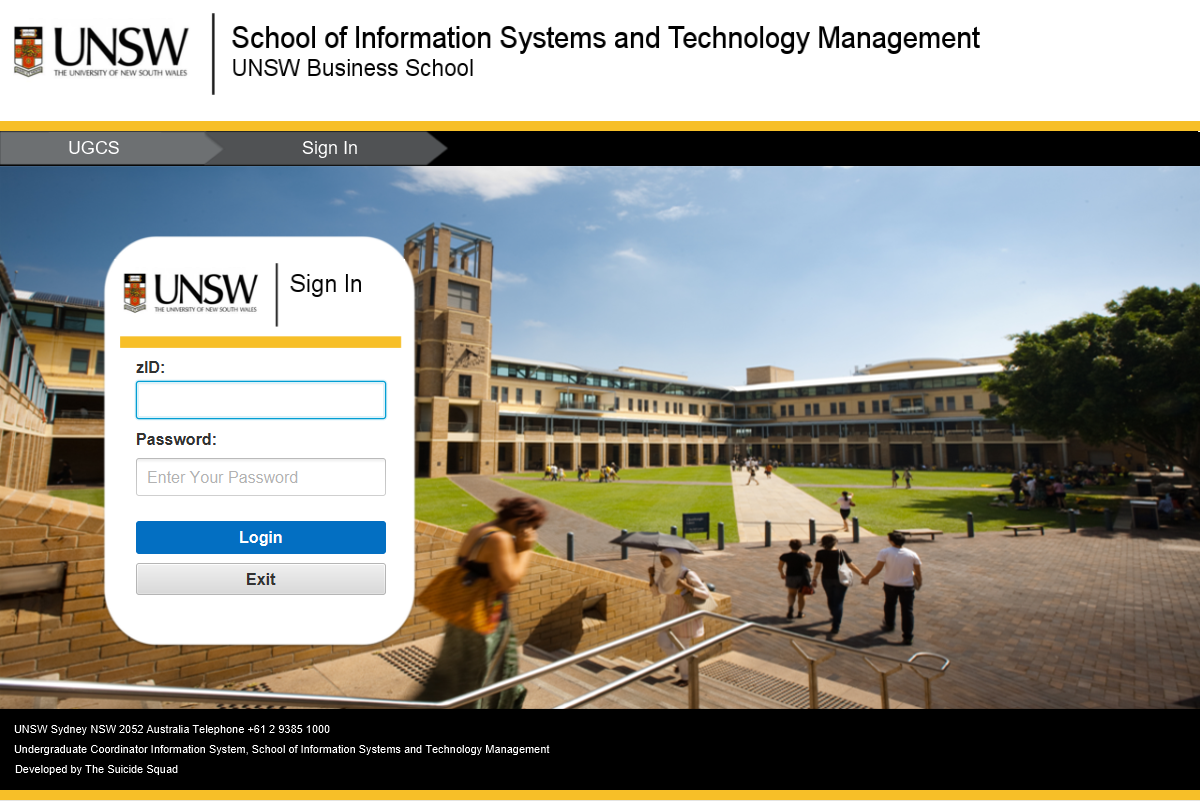 UNSW
THE UNIVERSITY OF NEW SOUTH WALES
School of Information Systems and Technology Management
UNSW Business School
UGCS
Sign In
UNSW
THE UNIVERSITY OF NEW SOUTH WALES
Sign In
zID:
Password:
Enter Your Password
Login
Exit
UNSW Sydney NSW 2052 Australia Telephone +61 2 9385 1000
Undergraduate Coordinator Information System, School of Information Systems and Technology Management
Developed by The Suicide Squad